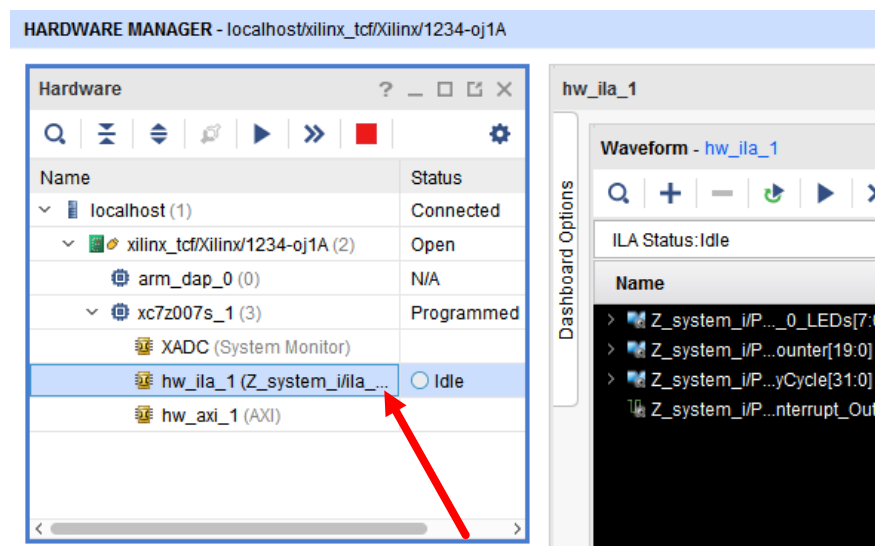 HARDWARE MANAGER - localhost/xilinx_tcf/Xilinx/1234-oj1A
Hardware ?
Name Status
localhost (1) Connected
xilinx_tcf/Xilinx/1234-oj1A (2) Open
arm_dap_0 (0) N/A
xc7z007s_1 (3) Programmed
XADC (System Monitor)
hw_ila_1 (Z_system_i/ila_... Idle
hw_axi_1 (AXI)
hw_ila_1
Dashboard Options
Waveform - hw_ila_1
ILA Status:Idle
Name
Z_system_i/P..._0_LEDs[7:0
Z_system_i/P...ounter[19:0]
Z_system_i/P...yCycle[31:0]
Z_system_i/P...nterrupt_Out